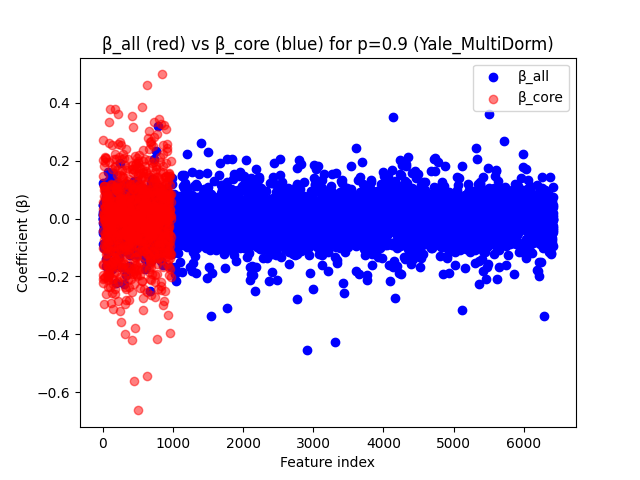 β_all (red) vs β_core (blue) for p=0.9 (Yale_MultiDorm)
β_all
β_core
0.4
0.2
0.0
−0.2
−0.4
−0.6
Coefficient (β)
0 1000 2000 3000 4000 5000 6000
Feature index